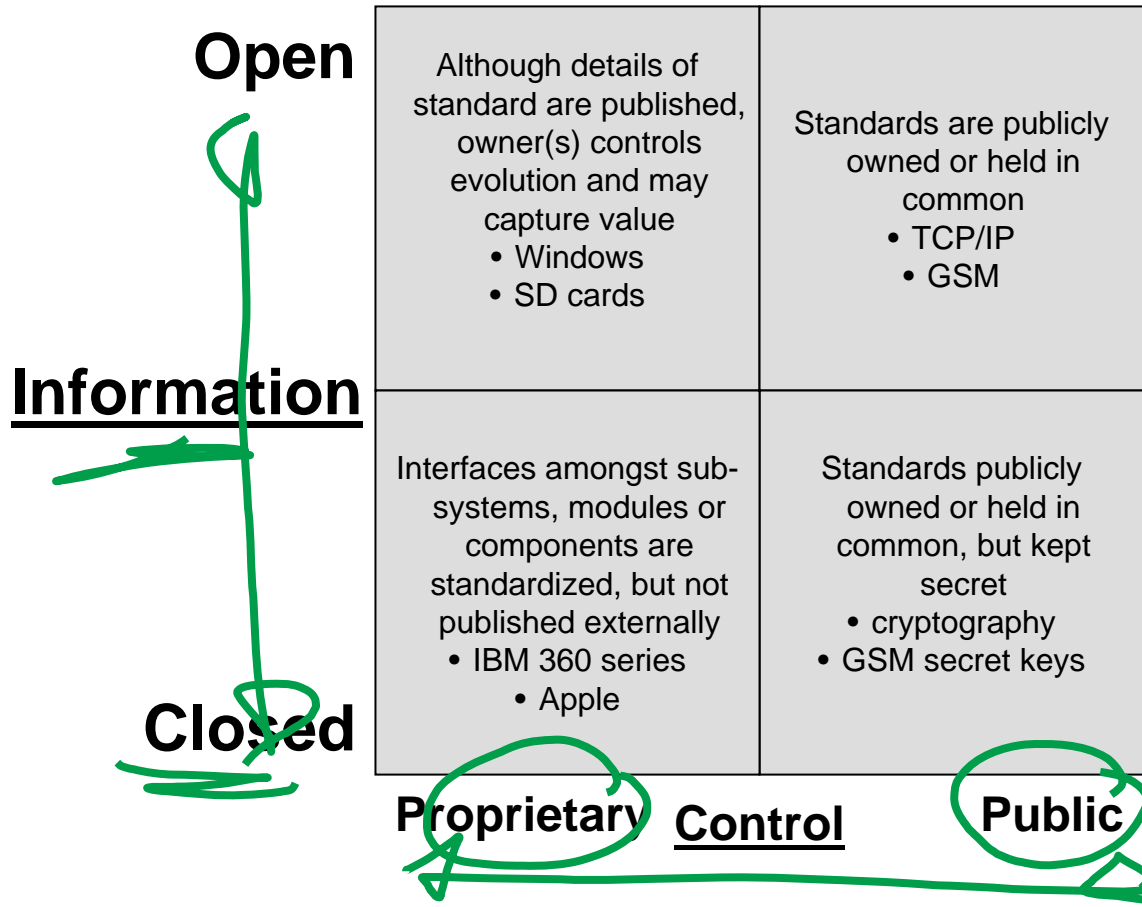 Open
Although details of
standard are published,
owner(s) controls
evolution and may
capture value
• Windows
• SD cards
Standards are publicly
owned or held in
common
• TCP/IP
• GSM
Information
Interfaces amongst sub-
systems, modules or
components are
standardized, but not
published externally
• IBM 360 series
• Apple
Standards publicly
owned or held in
common, but kept
secret
• cryptography
• GSM secret keys
Closed
Proprietary
Control
Public